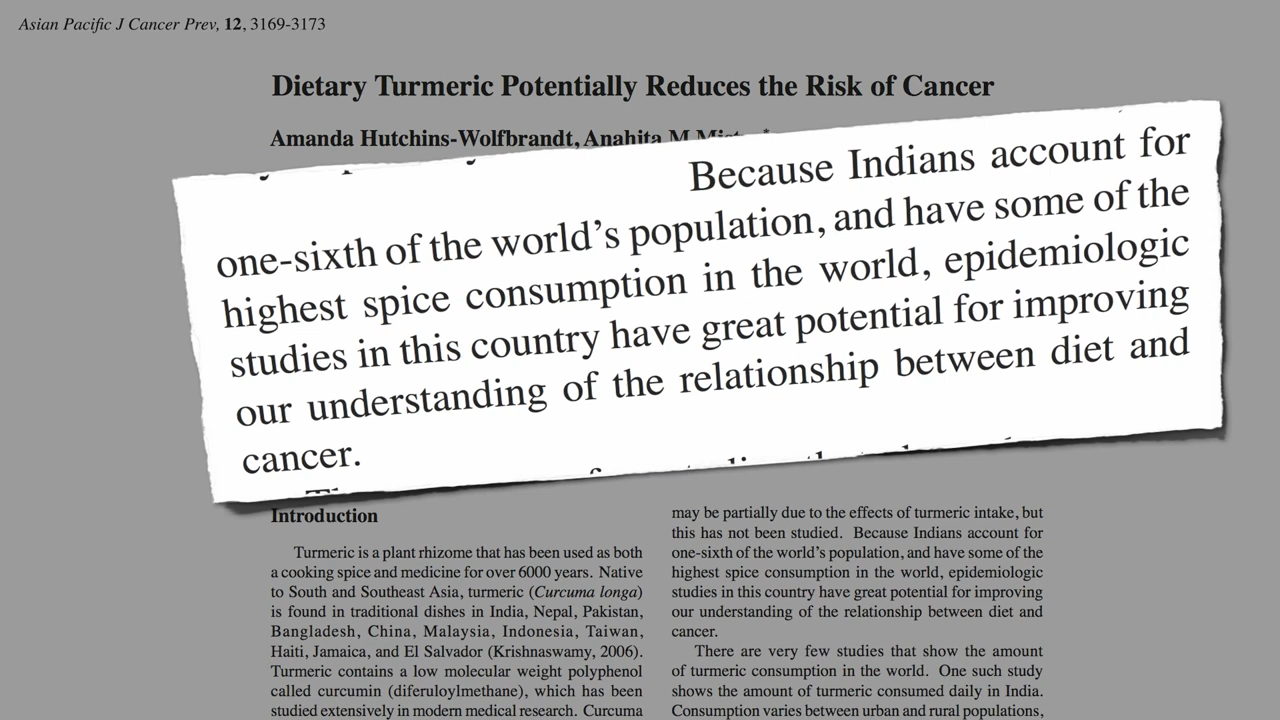 Asian Pacific J Cancer Prev, 12, 3169-3173
Dietary Turmeric Potentially Reduces the Risk of Cancer
Amanda Hutchins-Wolfbrandt, Anahita M
Because Indians account for
one-sixth of the world's population, and have some of the
highest spice consumption in the world, epidemiologic
studies in this country have great potential for improving
our understanding of the relationship between diet and
cancer.
Introduction
Turmeric is a plant rhizome that has been used as both
a cooking spice and medicine for over 6000 years. Native
to South and Southeast Asia, turmeric (Curcuma longa)
is found in traditional dishes in India, Nepal, Pakistan,
Bangladesh, China, Malaysia, Indonesia, Taiwan,
Haiti, Jamaica, and El Salvador (Krishnaswamy, 2006).
Turmeric contains a low molecular weight polyphenol
called curcumin (diferuloylmethane), which has been
studied extensively in modern medical research. Curcuma
may be partially due to the effects of turmeric intake, but
this has not been studied. Because Indians account for
one-sixth of the world's population, and have some of the
highest spice consumption in the world, epidemiologic
studies in this country have great potential for improving
our understanding of the relationship between diet and
cancer.
There are very few studies that show the amount
of turmeric consumption in the world. One such study
shows the amount of turmeric consumed daily in India.
Consumption varies between urban and rural populations,